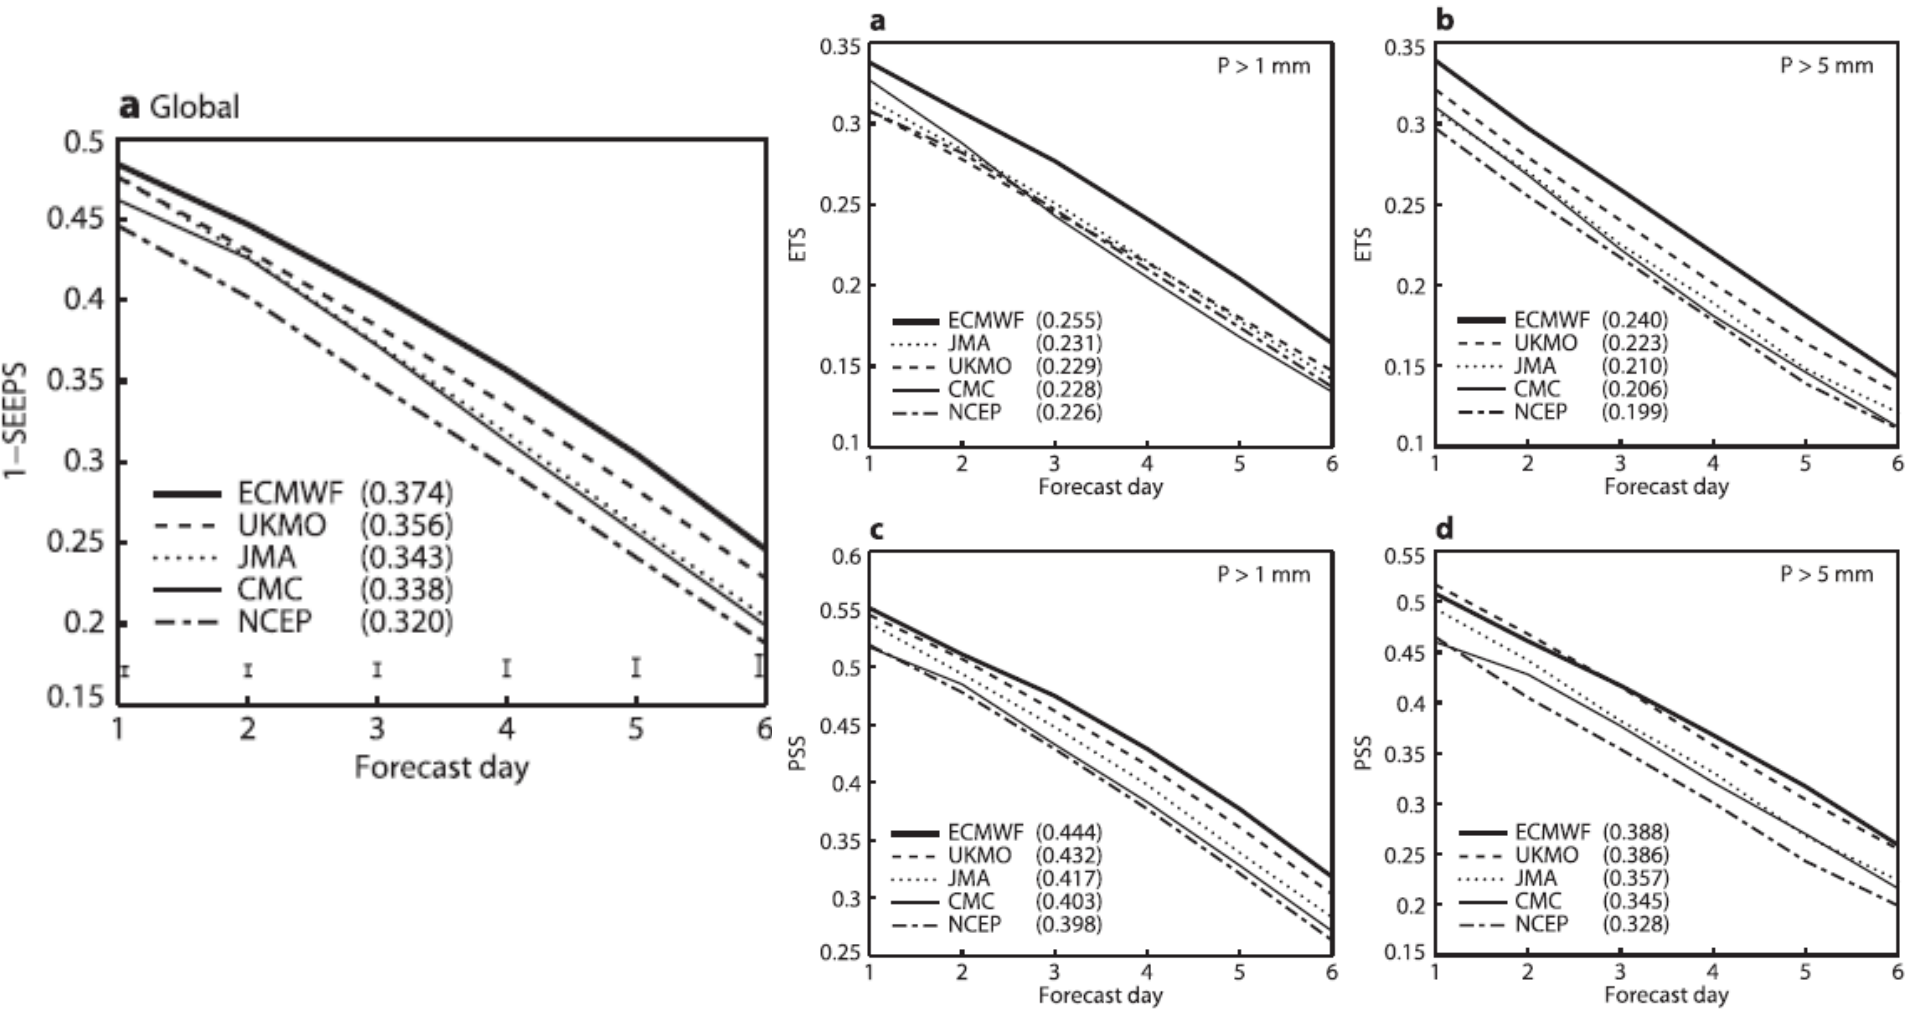 a Global
0.5
0.45
0.4
0.35
0.3
0.25
0.2
0.15
1–SEEPS
ECMWF (0.374)
UKMO (0.356)
JMA (0.343)
CMC (0.338)
NCEP (0.320)
1 2 3 4 5 6
Forecast day
a
P > 1 mm
0.35
0.3
0.25
0.2
0.15
0.1
ETS
ECMWF (0.255)
JMA (0.231)
UKMO (0.229)
CMC (0.228)
NCEP (0.226)
1 2 3 4 5 6
Forecast day
b
P > 5 mm
0.35
0.3
0.25
0.2
0.15
0.1
ETS
ECMWF (0.240)
UKMO (0.223)
JMA (0.210)
CMC (0.206)
NCEP (0.199)
1 2 3 4 5 6
Forecast day
c
P > 1 mm
0.6
0.55
0.5
0.45
0.4
0.35
0.3
0.25
PSS
ECMWF (0.444)
UKMO (0.432)
JMA (0.417)
CMC (0.403)
NCEP (0.398)
1 2 3 4 5 6
Forecast day
d
P > 5 mm
0.55
0.5
0.45
0.4
0.35
0.3
0.25
0.2
0.15
PSS
ECMWF (0.388)
UKMO (0.386)
JMA (0.357)
CMC (0.345)
NCEP (0.328)
1 2 3 4 5 6
Forecast day